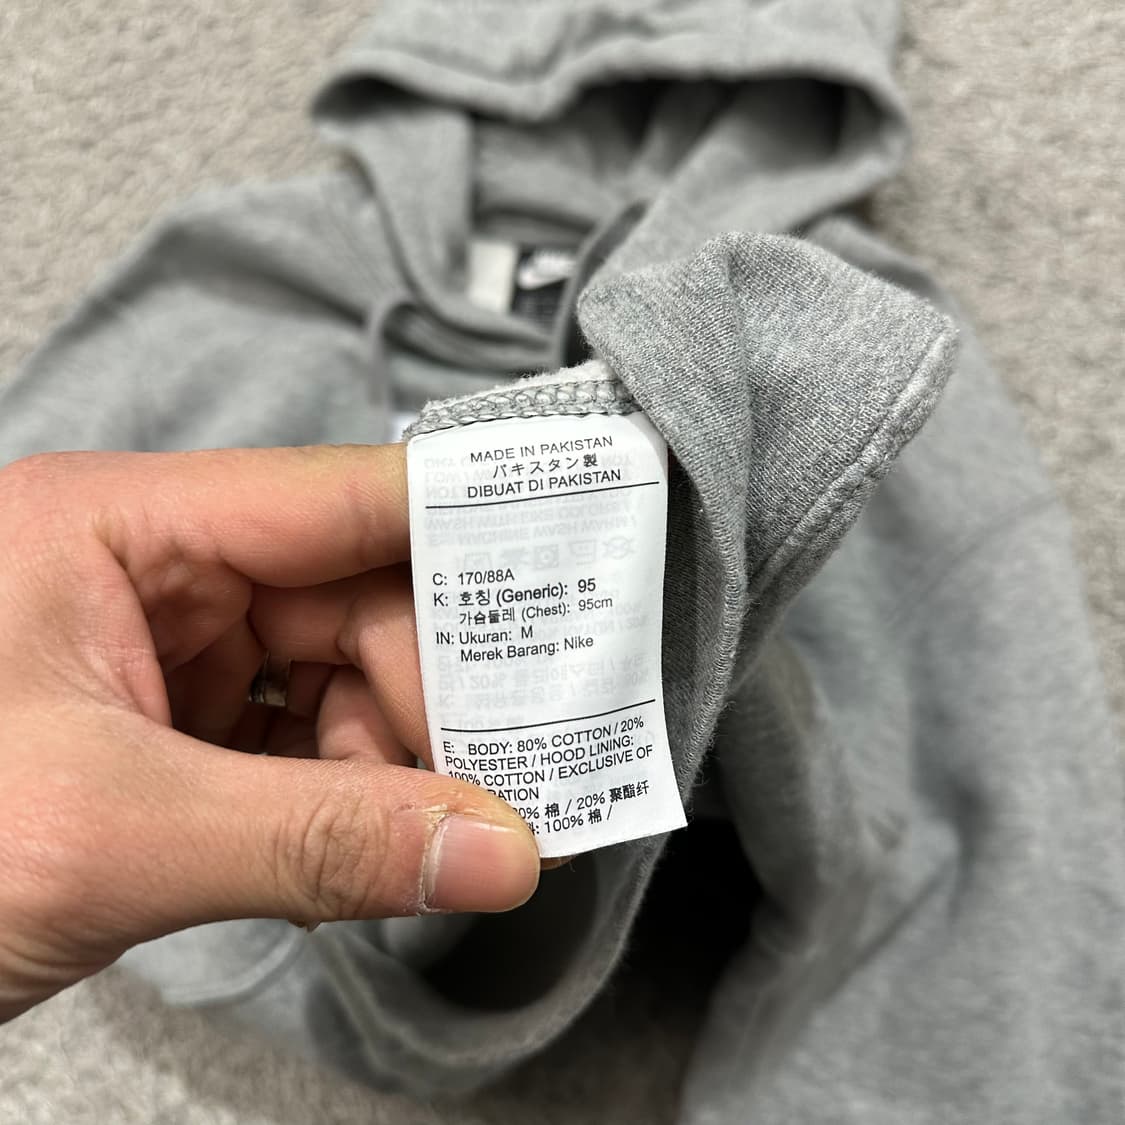 MADE IN PAKISTAN
パキスタン製
DIBUAT DI PAKISTAN
C: 170/88A
K: 호칭 (Generic): 95
가슴둘레 (Chest): 95cm
IN: Ukuran: M
Merek Barang: Nike
E: BODY: 80% COTTON / 20%
POLYESTER / HOOD LINING:
100% COTTON / EXCLUSIVE OF
棉 / 20% 聚酯纤
100% 棉 /